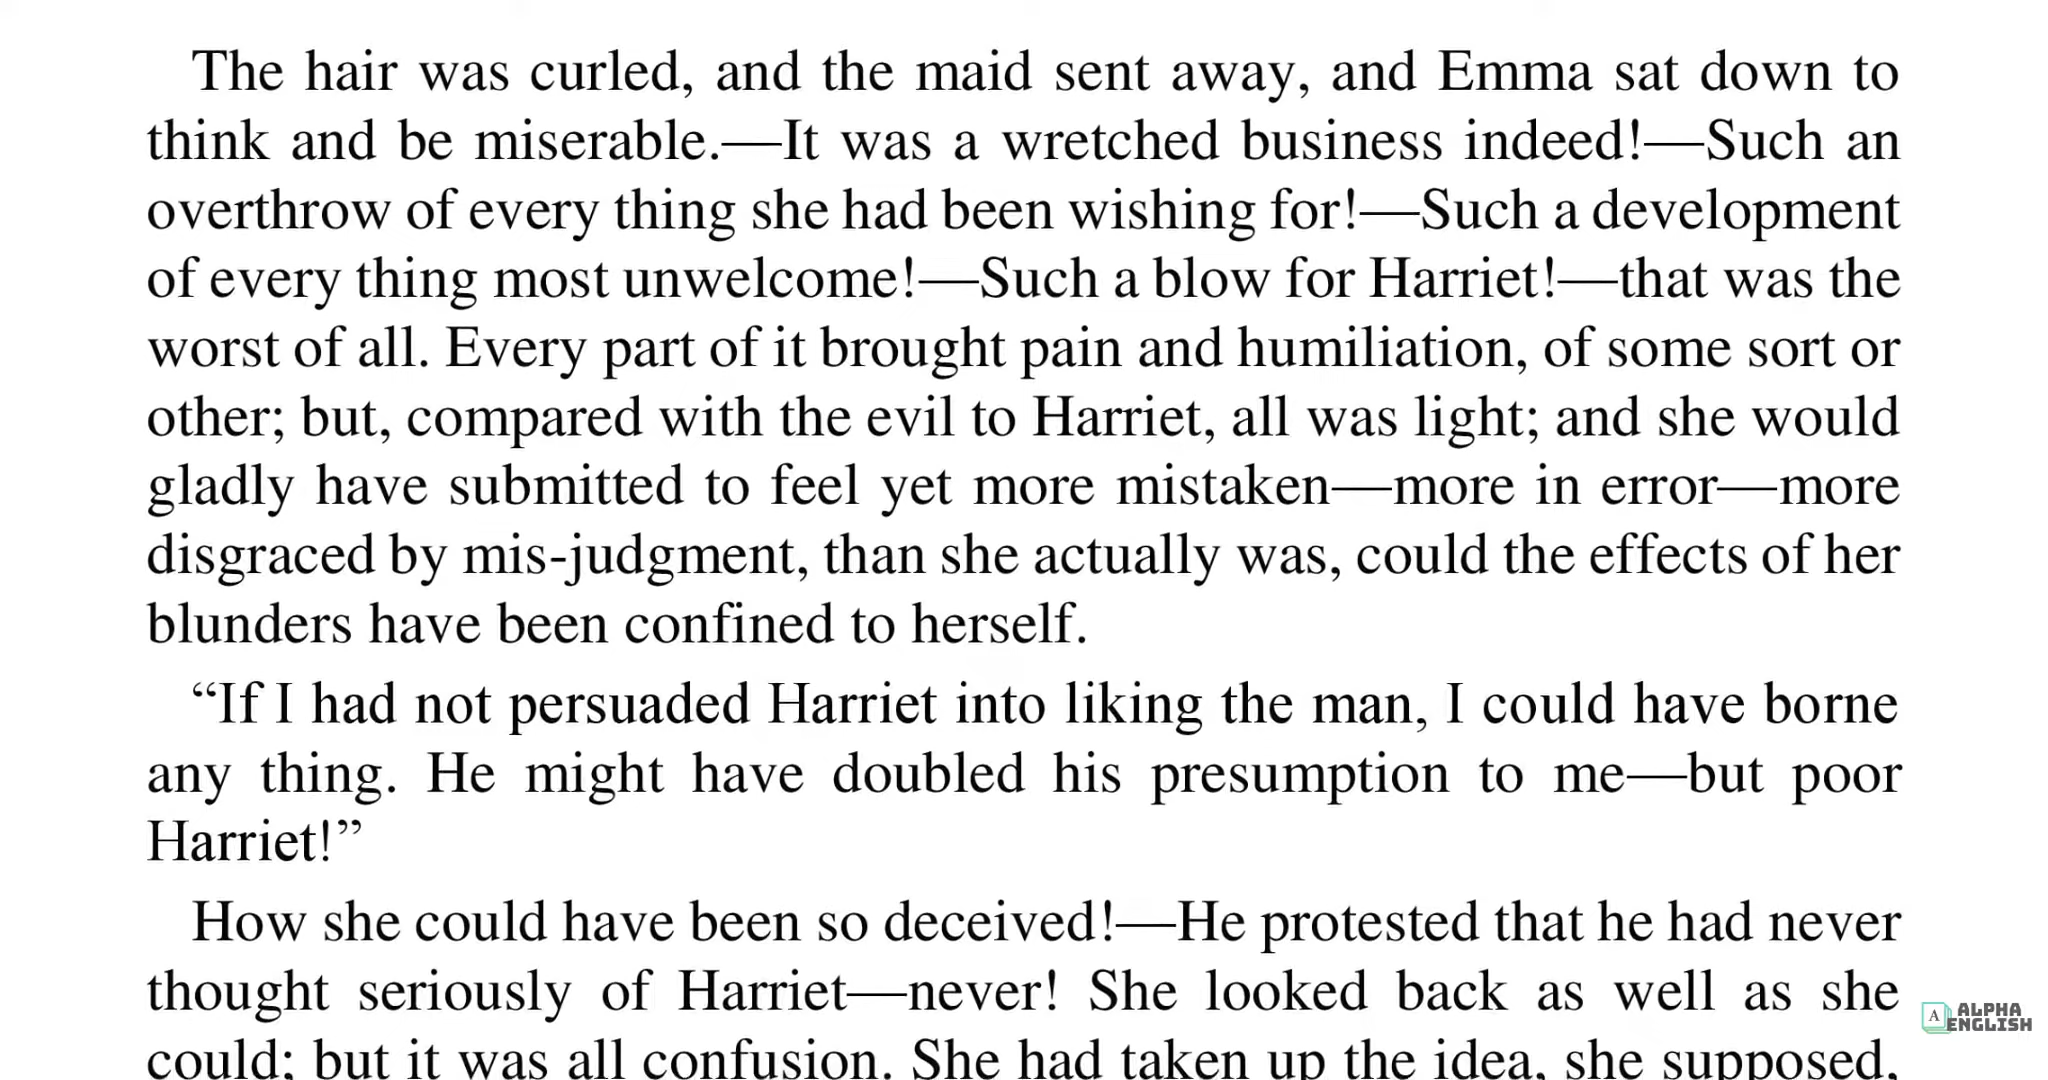 The hair was curled, and the maid sent away, and Emma sat down to
think and be miserable.—It was a wretched business indeed!—Such an
overthrow of every thing she had been wishing for!—Such a development
of every thing most unwelcome!—Such a blow for Harriet!—that was the
worst of all. Every part of it brought pain and humiliation, of some sort or
other; but, compared with the evil to Harriet, all was light; and she would
gladly have submitted to feel yet more mistaken—more in error—more
disgraced by mis-judgment, than she actually was, could the effects of her
blunders have been confined to herself.
“If I had not persuaded Harriet into liking the man, I could have borne
any thing. He might have doubled his presumption to me—but poor
Harriet!”
How she could have been so deceived!—He protested that he had never
thought seriously of Harriet—never! She looked back as well as she
could; but it was all confusion. She had taken up the idea, she supposed,
A ALPHA
ENGLISH